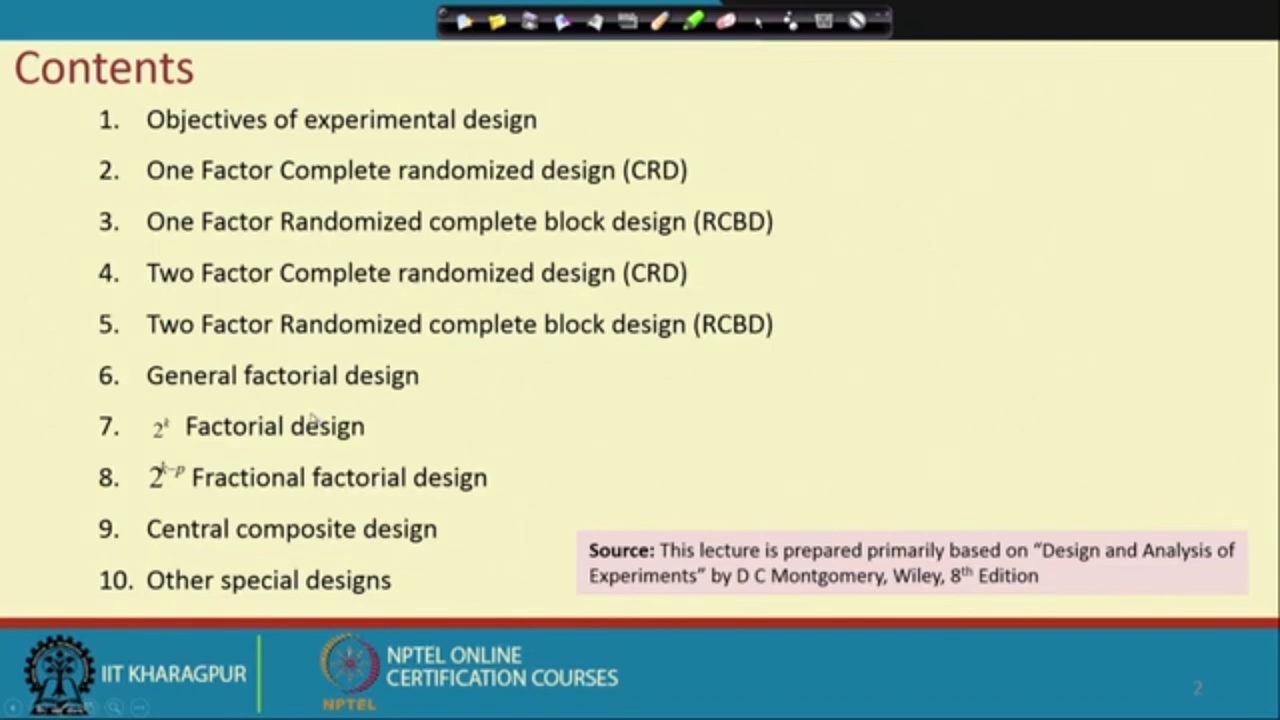 Contents
1. Objectives of experimental design
2. One Factor Complete randomized design (CRD)
3. One Factor Randomized complete block design (RCBD)
4. Two Factor Complete randomized design (CRD)
5. Two Factor Randomized complete block design (RCBD)
6. General factorial design
7. 2^k Factorial design
8. 2^k-p Fractional factorial design
9. Central composite design
10. Other special designs
Source: This lecture is prepared primarily based on “Design and Analysis of
Experiments” by D C Montgomery, Wiley, 8th Edition
IIT KHARAGPUR
NPTEL
NPTEL ONLINE
CERTIFICATION COURSES
2